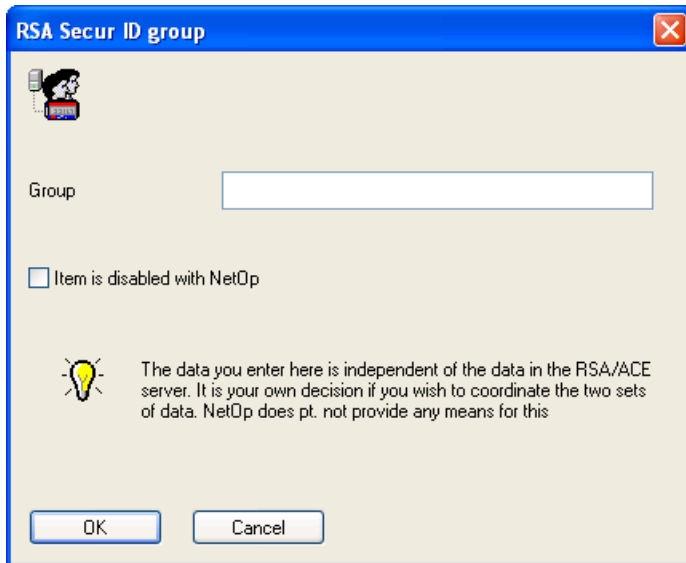 RSA Secur ID group
Group
Item is disabled with NetOp
The data you enter here is independent of the data in the RSA/ACE
server. It is your own decision if you wish to coordinate the two sets
of data. NetOp does pt. not provide any means for this
OK
Cancel